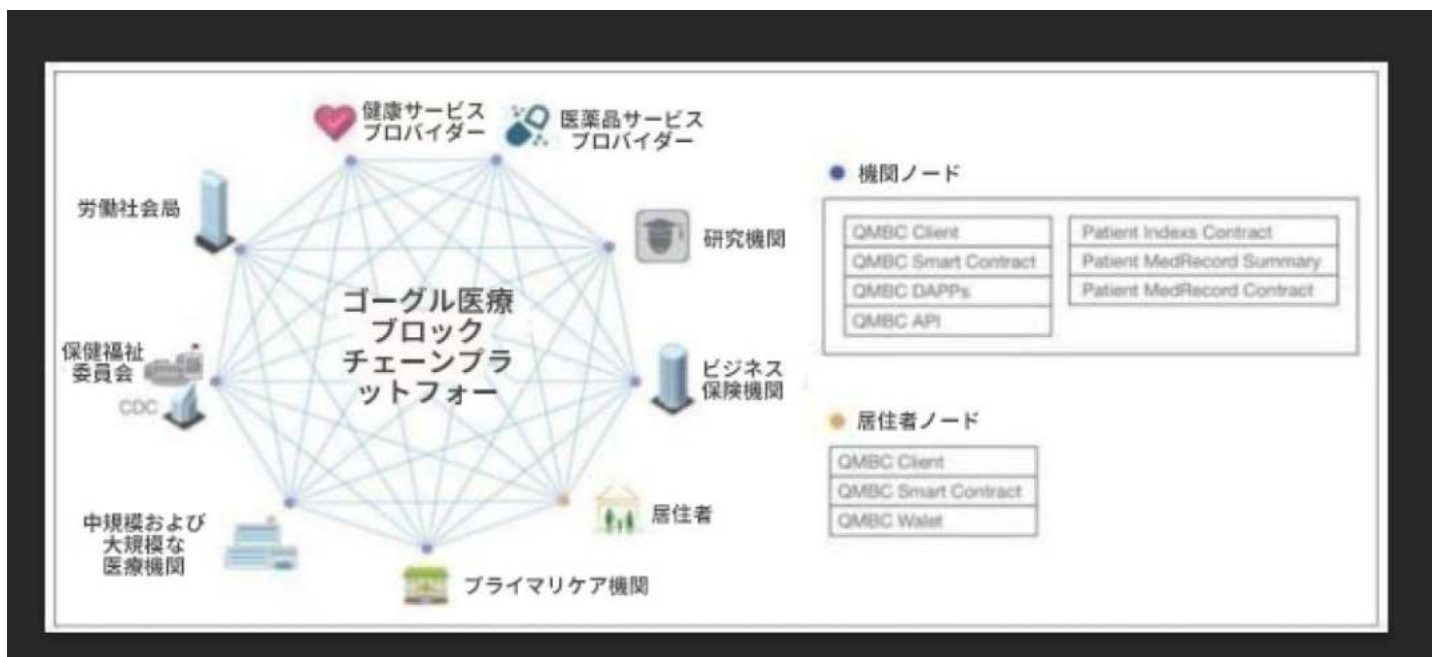 健康サービス
プロバイダー
医薬品サービス
プロバイダー
労働社会局
研究機関
ゴーグル医療
ブロック
チェーンプラ
ットフォー
保健福祉
委員会
CDC
ビジネス
保険機関
中規模および
大規模な
医療機関
居住者
プライマリケア機関
機関ノード
QMBC Client
QMBC Smart Contract
QMBC DAPPs
QMBC API
Patient Indexs Contract
Patient MedRecord Summary
Patient MedRecord Contract
居住者ノード
QMBC Client
QMBC Smart Contract
QMBC Walet